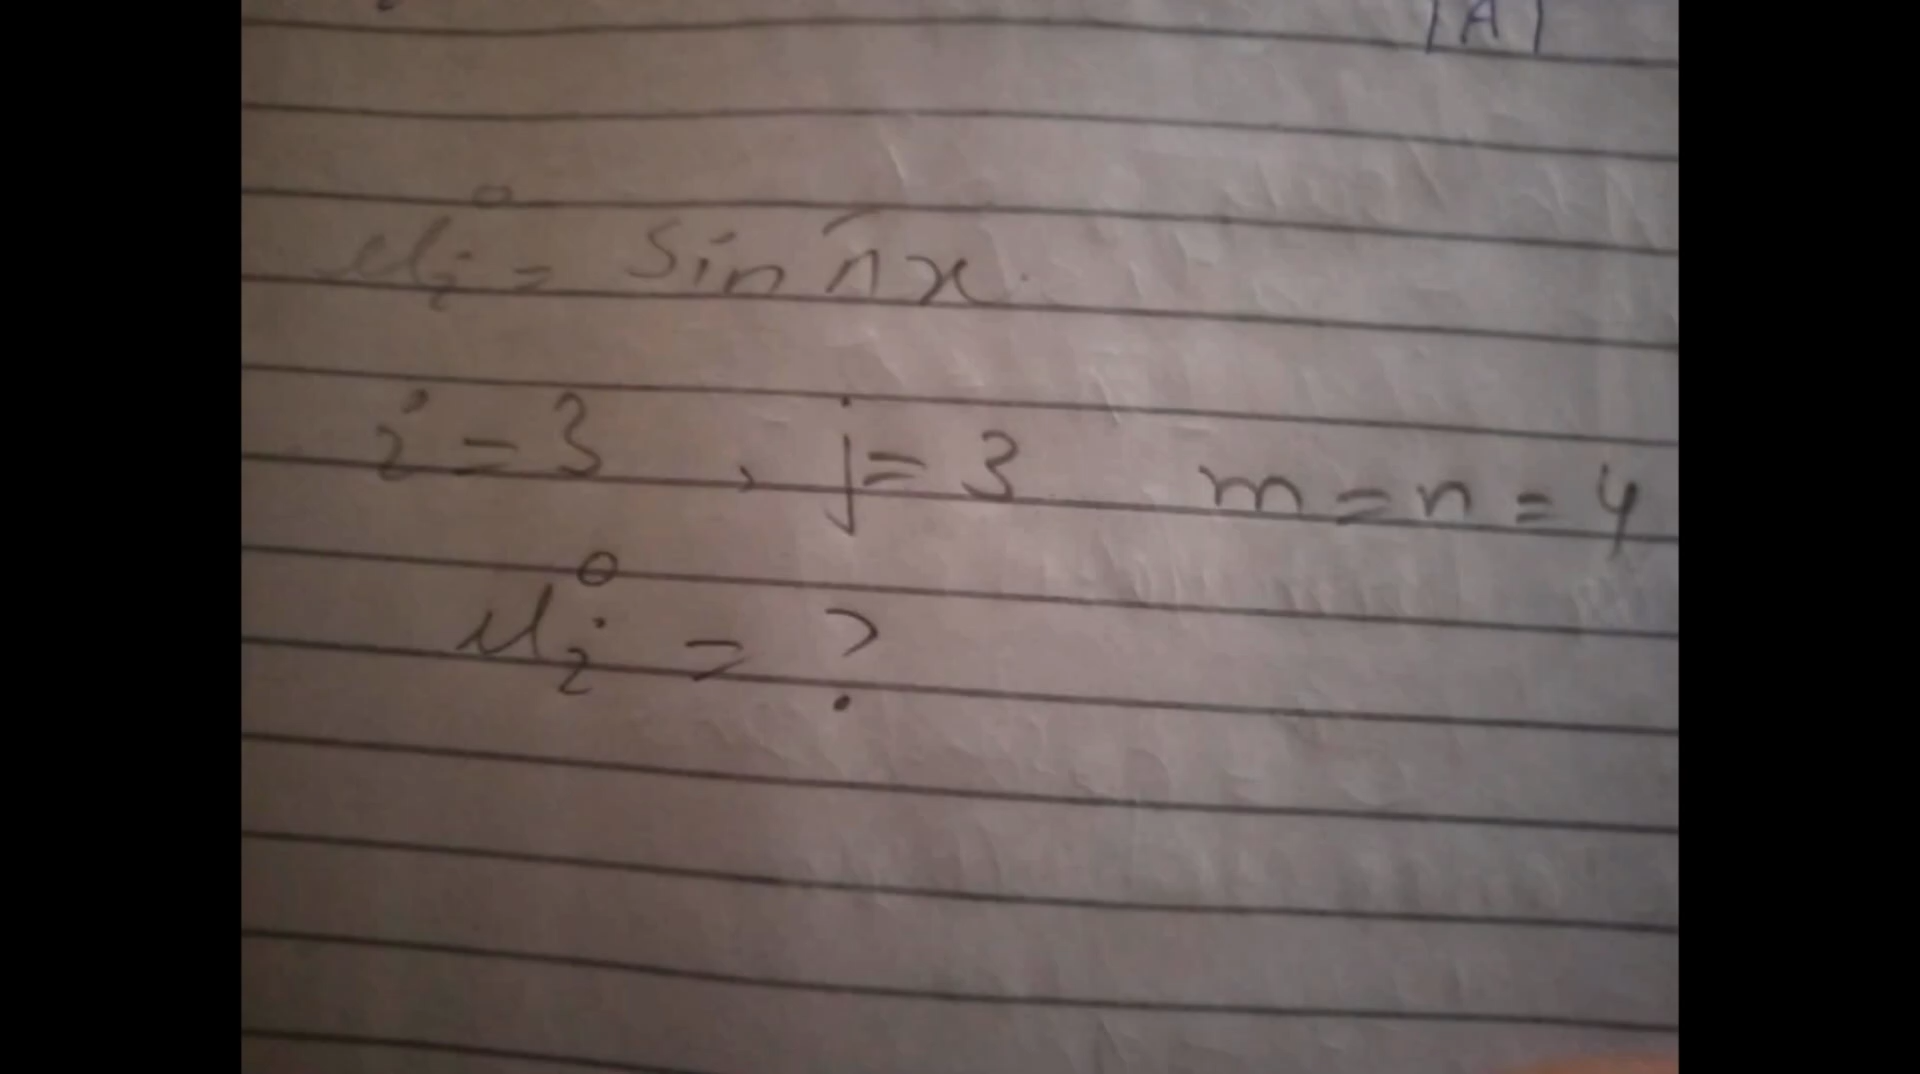 |A|
u_i^0 = Sin πx.
i = 3 , j = 3 m = n = 4
u_i^0 = ?